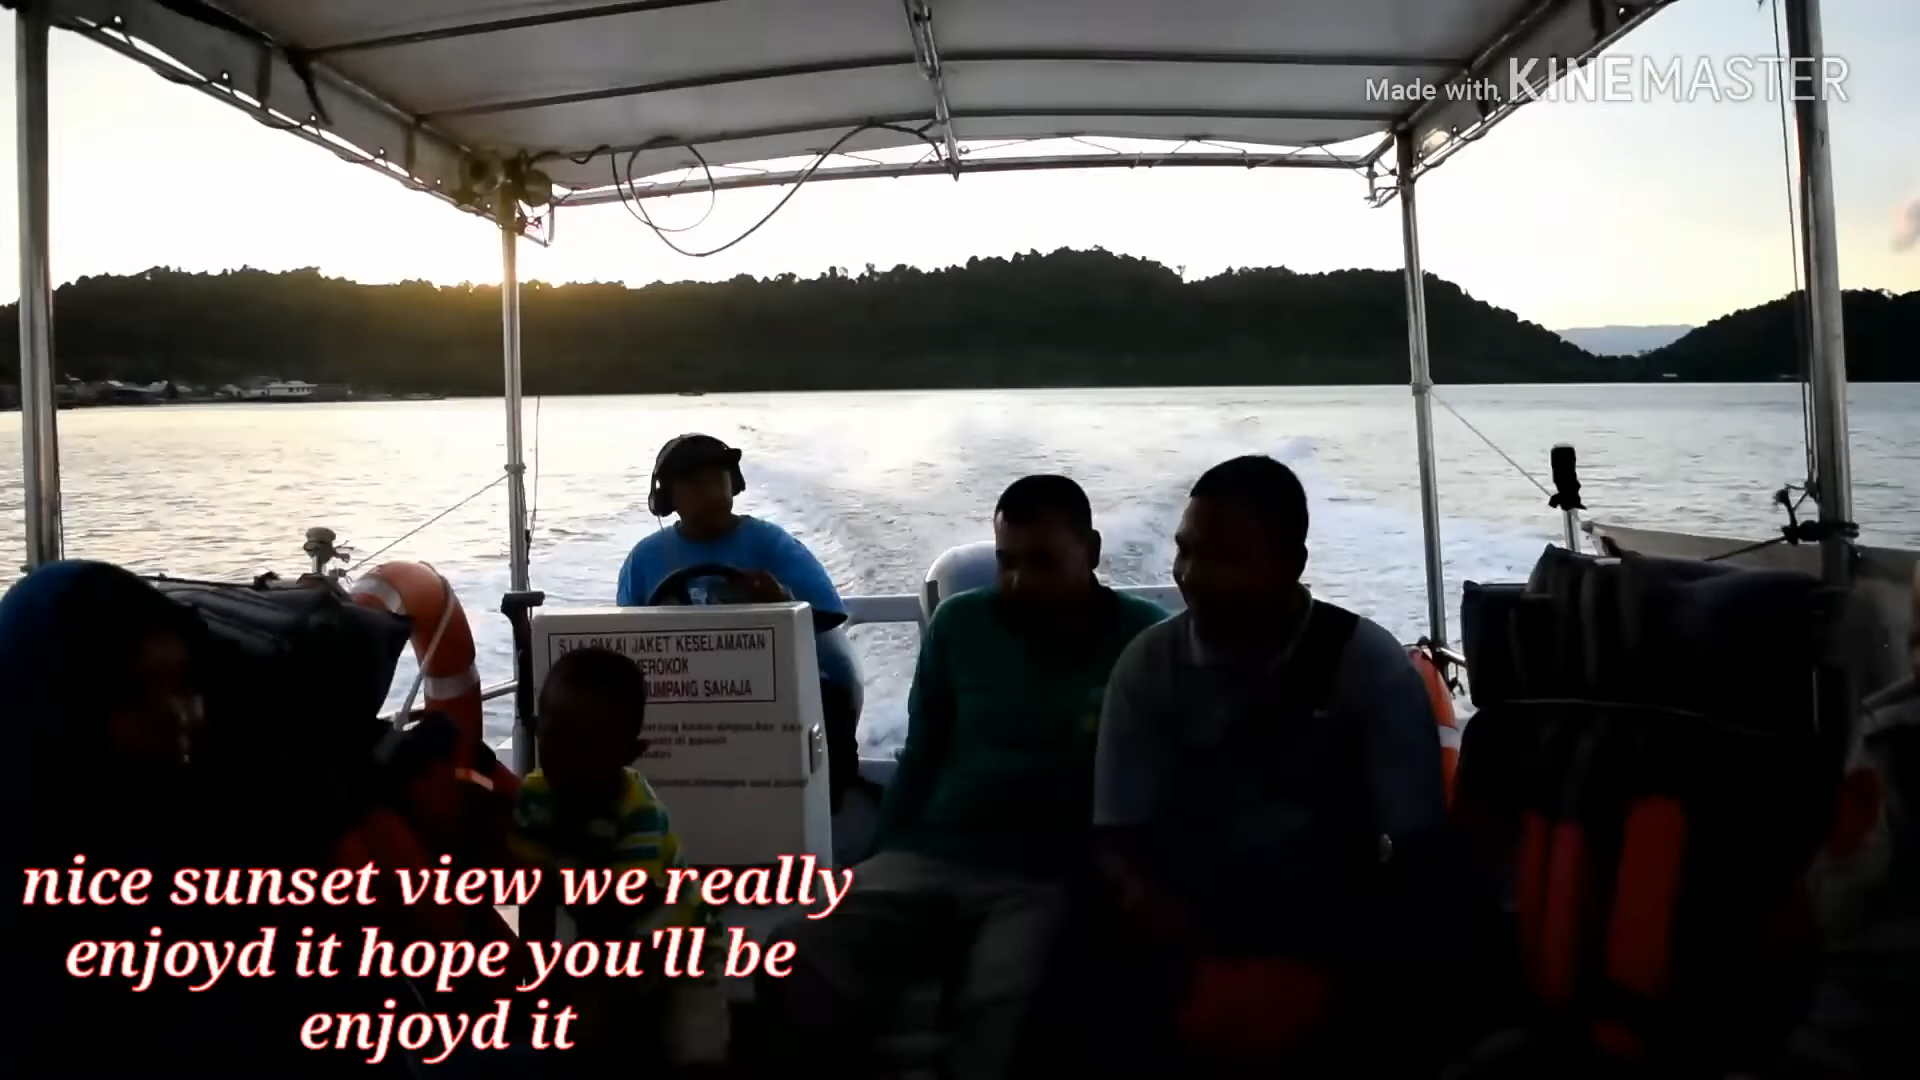 Made with KINEMASTER
S.L.A PAKAI JAKET KESELAMATAN
MEROKOK
SAHAJA
nice sunset view we really
enjoyd it hope you'll be
enjoyd it